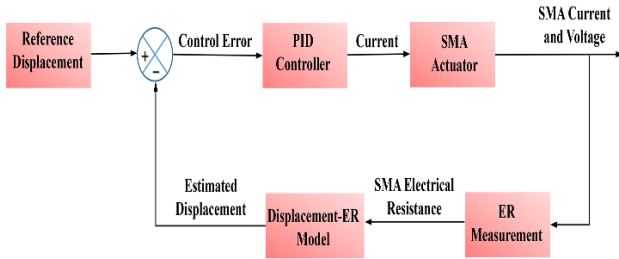 SMA Current
and Voltage
Reference
Displacement
+
−
Control Error
PID
Controller
Current
SMA
Actuator
Estimated
Displacement
Displacement-ER
Model
SMA Electrical
Resistance
ER
Measurement